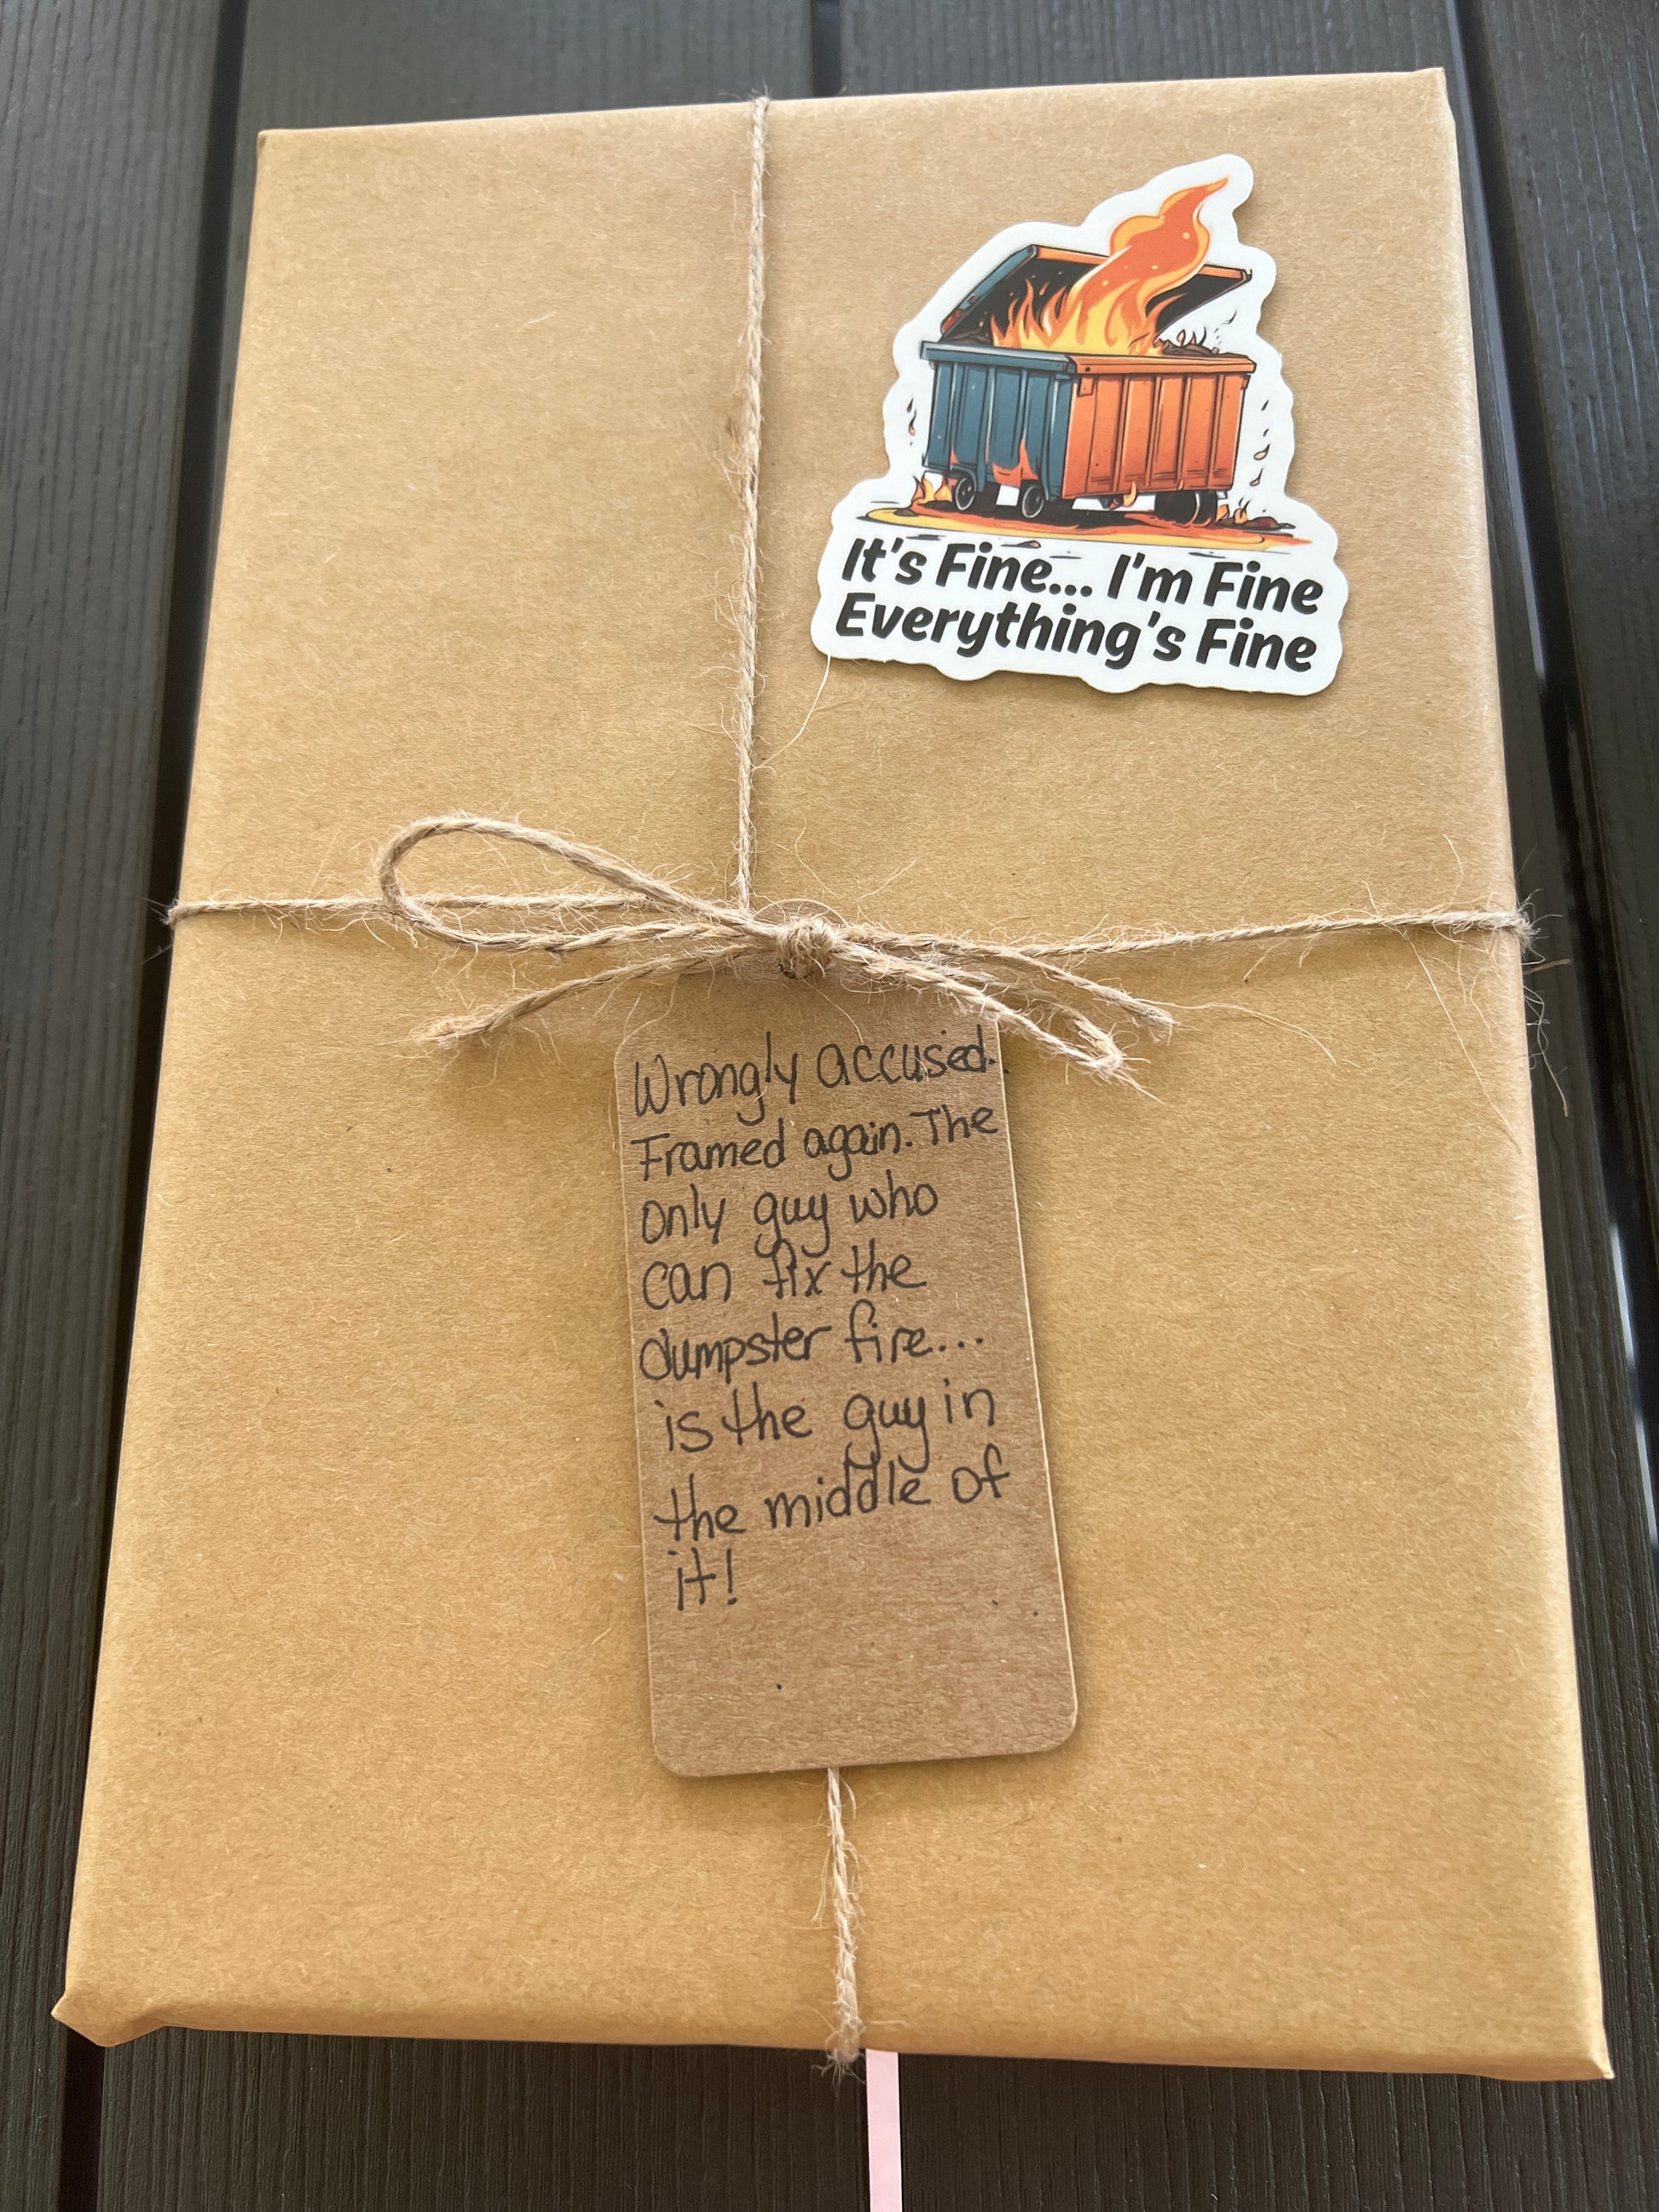 It's Fine... I'm Fine
Everything's Fine
Wrongly accused.
Framed again. The
only guy who
can fix the
dumpster fire...
is the guy in
the middle of
it!